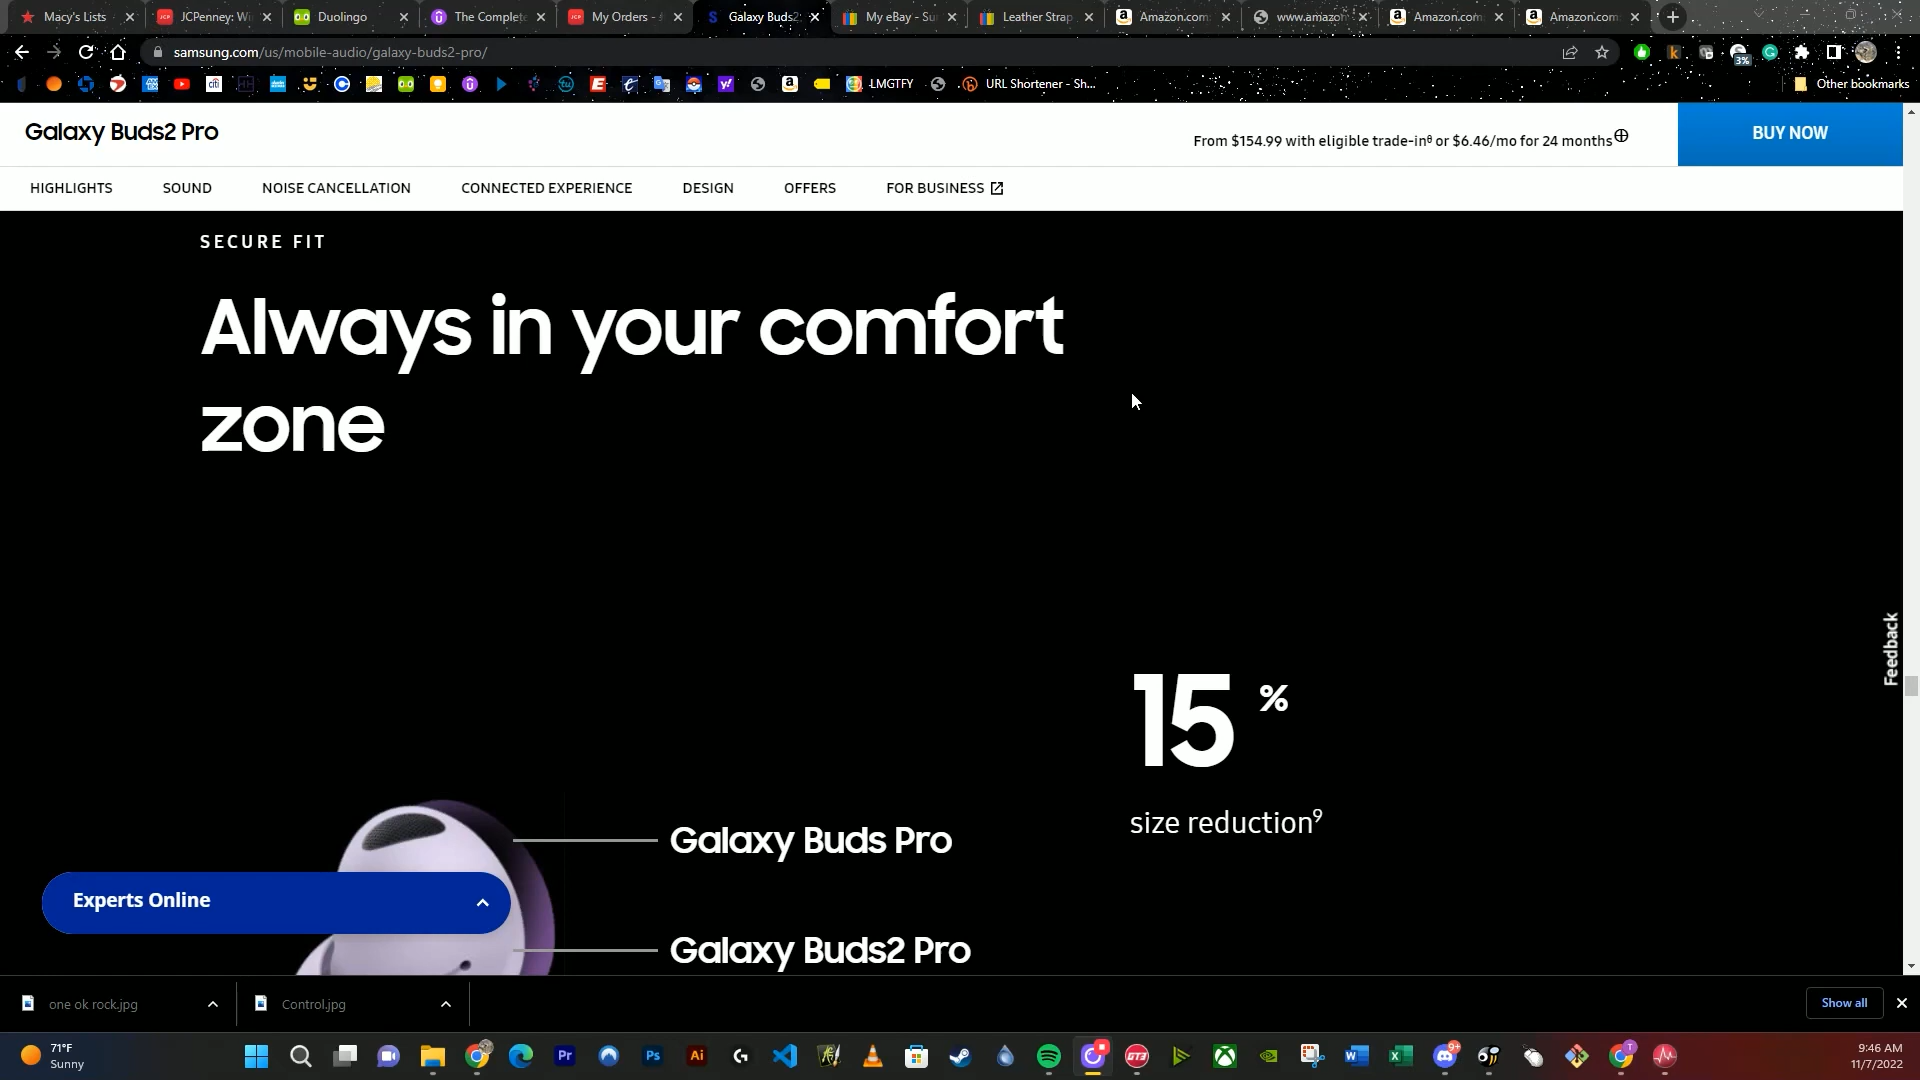 Macy's Lists
JCPenney: Wi
Duolingo
The Complete
My Orders -
Galaxy Buds2
My eBay - Su
Leather Strap
Amazon.com
www.amazo
Amazon.com
Amazon.com
samsung.com/us/mobile-audio/galaxy-buds2-pro/
3%
LMGTFY
URL Shortener - Sh...
Other bookmarks
Galaxy Buds2 Pro
From $154.99 with eligible trade-in⁸ or $6.46/mo for 24 months
BUY NOW
HIGHLIGHTS
SOUND
NOISE CANCELLATION
CONNECTED EXPERIENCE
DESIGN
OFFERS
FOR BUSINESS
SECURE FIT
Always in your comfort
zone
15 %
size reduction⁹
Galaxy Buds Pro
Galaxy Buds2 Pro
Experts Online
Feedback
one ok rock.jpg
Control.jpg
Show all
71°F
Sunny
9:46 AM
11/7/2022